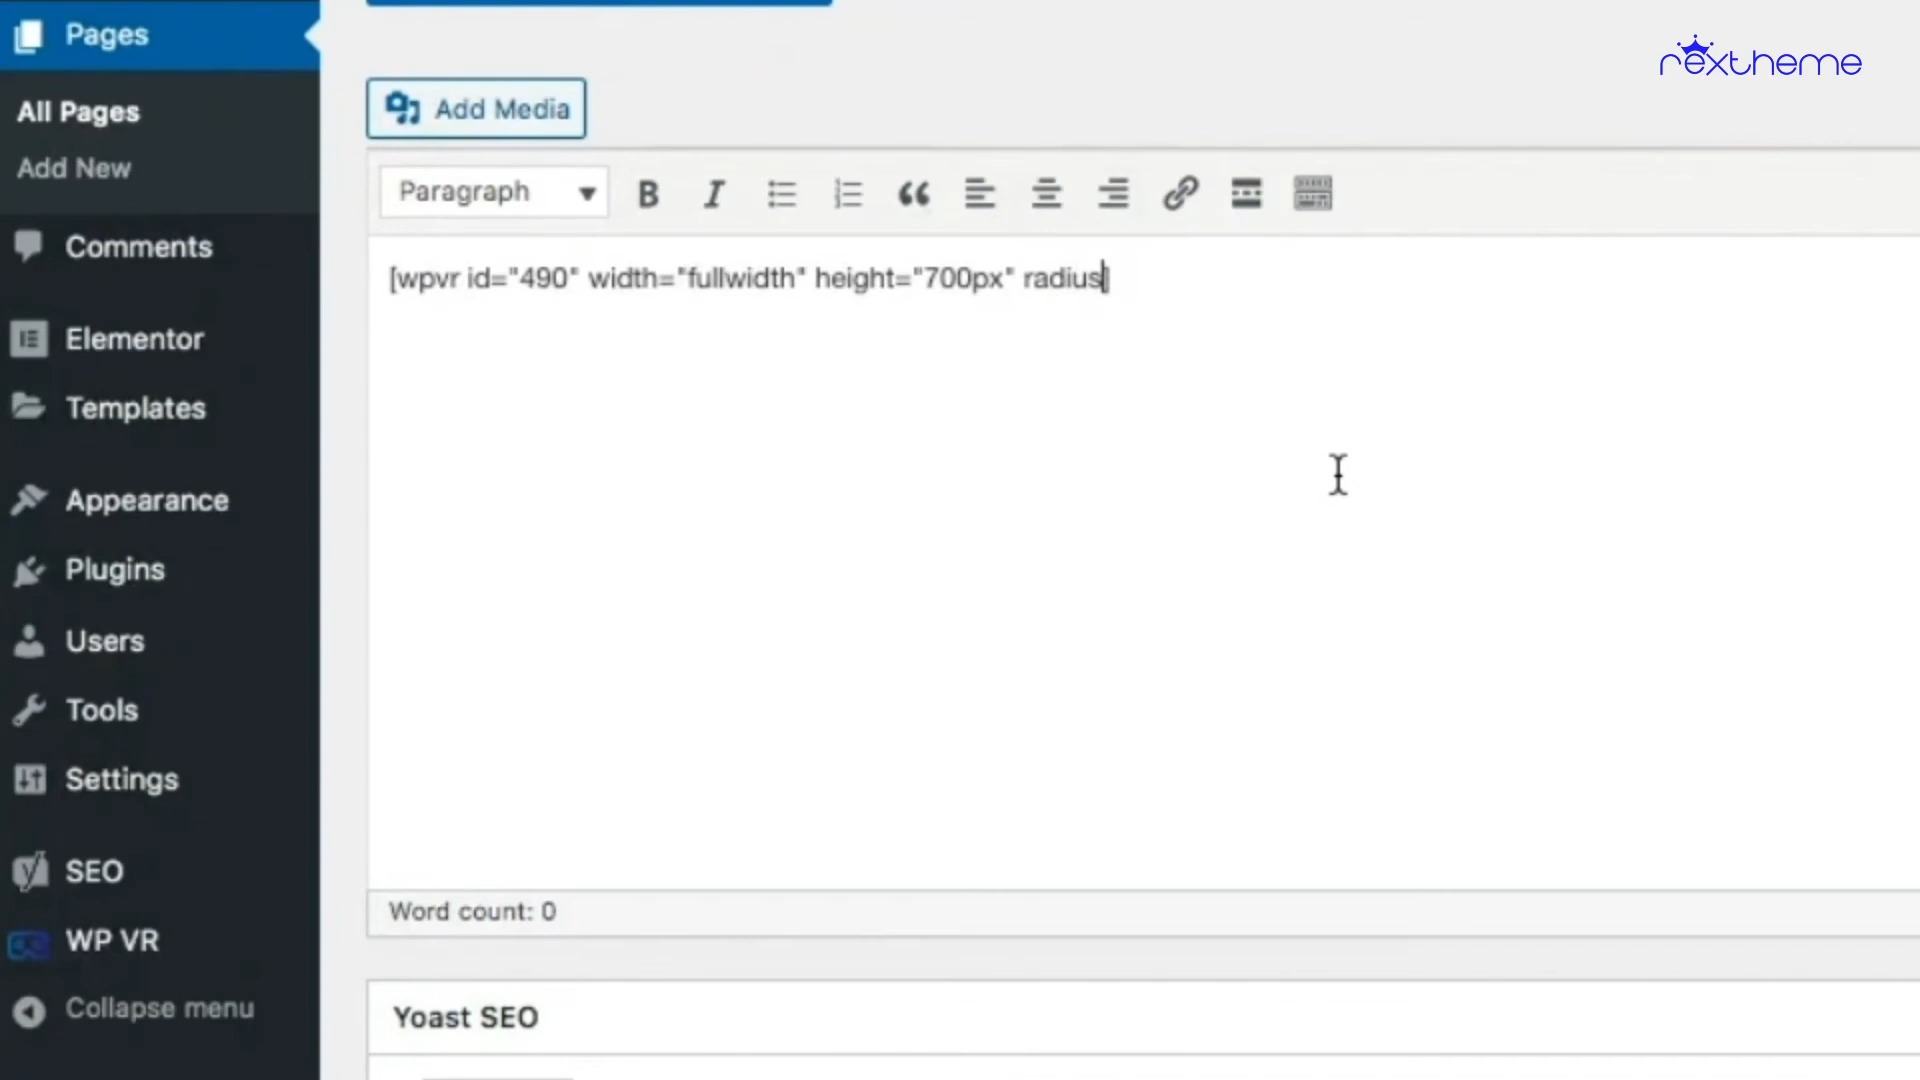 Pages
rextheme
All Pages
Add New
Add Media
Paragraph
[wpvr id="490" width="fullwidth" height="700px" radius]
Comments
Elementor
Templates
Appearance
Plugins
Users
Tools
Settings
SEO
WP VR
Collapse menu
Word count: 0
Yoast SEO